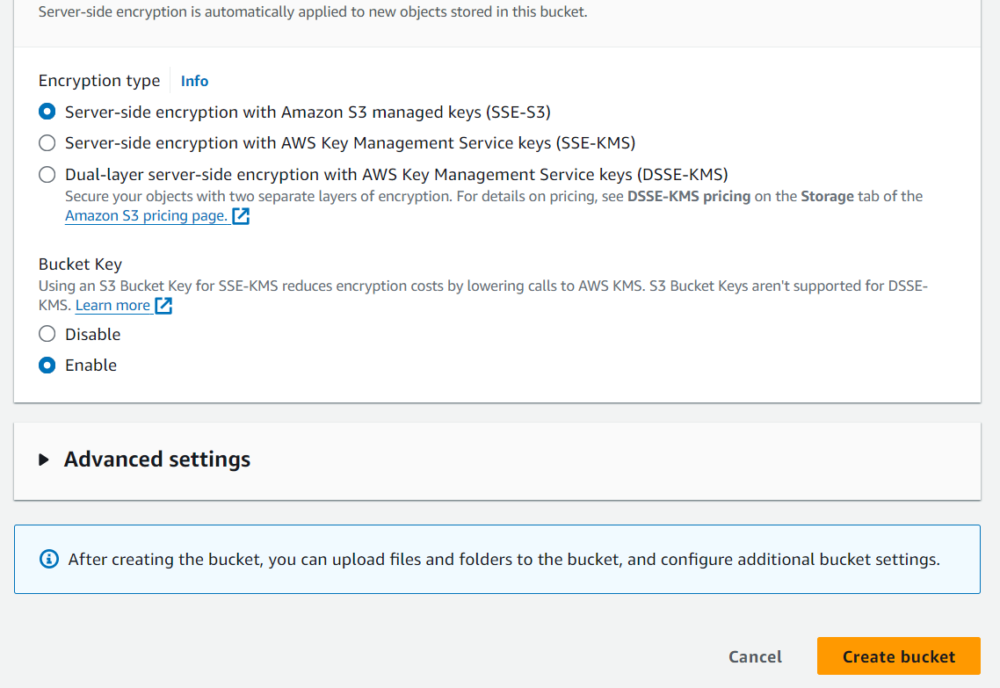 Server-side encryption is automatically applied to new objects stored in this bucket.
Encryption type Info
Server-side encryption with Amazon S3 managed keys (SSE-S3)
Server-side encryption with AWS Key Management Service keys (SSE-KMS)
Dual-layer server-side encryption with AWS Key Management Service keys (DSSE-KMS)
Secure your objects with two separate layers of encryption. For details on pricing, see DSSE-KMS pricing on the Storage tab of the
Amazon S3 pricing page.
Bucket Key
Using an S3 Bucket Key for SSE-KMS reduces encryption costs by lowering calls to AWS KMS. S3 Bucket Keys aren't supported for DSSE-
KMS. Learn more
Disable
Enable
Advanced settings
After creating the bucket, you can upload files and folders to the bucket, and configure additional bucket settings.
Cancel Create bucket